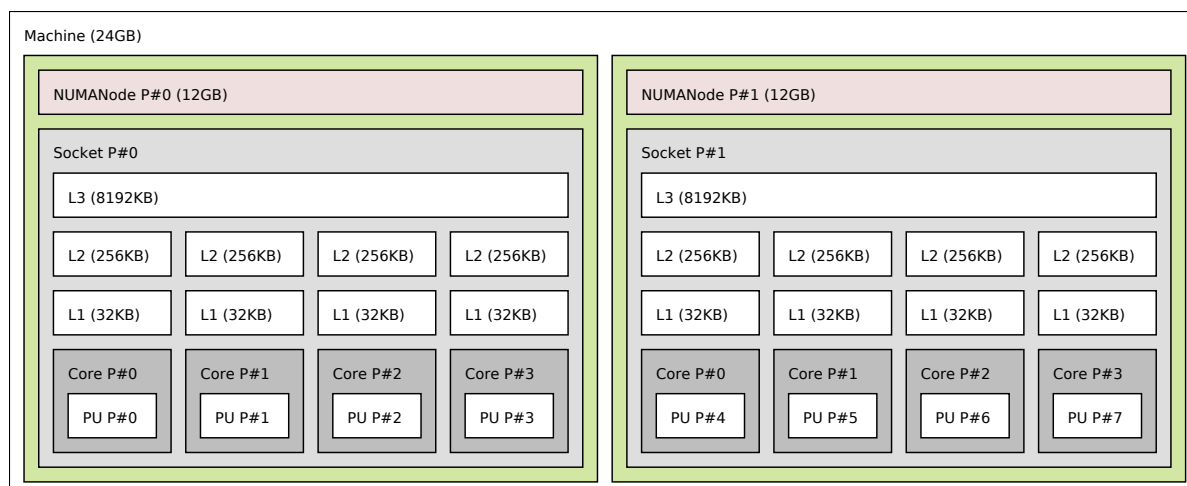 Machine (24GB)
NUMANode P#0 (12GB)
Socket P#0
L3 (8192KB)
L2 (256KB) L2 (256KB) L2 (256KB) L2 (256KB)
L1 (32KB) L1 (32KB) L1 (32KB) L1 (32KB)
Core P#0 Core P#1 Core P#2 Core P#3
PU P#0 PU P#1 PU P#2 PU P#3
NUMANode P#1 (12GB)
Socket P#1
L3 (8192KB)
L2 (256KB) L2 (256KB) L2 (256KB) L2 (256KB)
L1 (32KB) L1 (32KB) L1 (32KB) L1 (32KB)
Core P#0 Core P#1 Core P#2 Core P#3
PU P#4 PU P#5 PU P#6 PU P#7